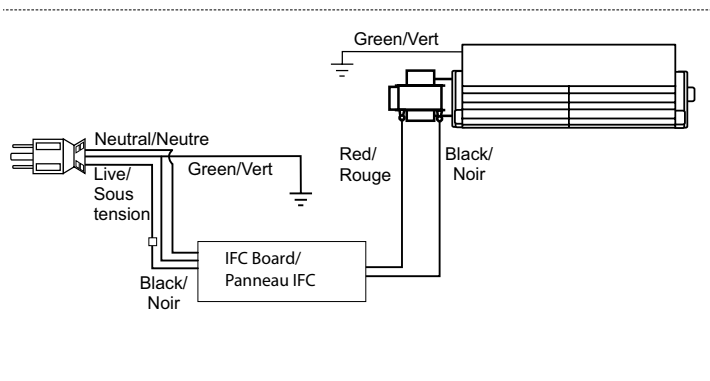 Green/Vert
Neutral/Neutre
Green/Vert
Live/
Sous
tension
Red/
Rouge
Black/
Noir
Black/
Noir
IFC Board/
Panneau IFC